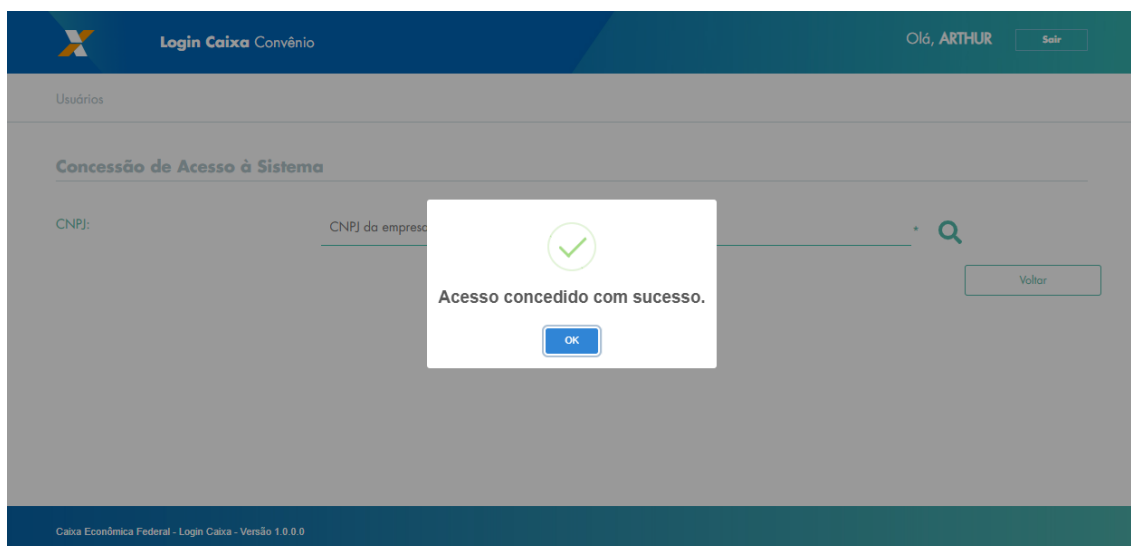 Login Caixa Convênio
Olá, ARTHUR
Sair
Usuários
Concessão de Acesso à Sistema
CNPJ:
CNPJ da empresa
*
Voltar
Acesso concedido com sucesso.
OK
Caixa Econômica Federal - Login Caixa - Versão 1.0.0.0